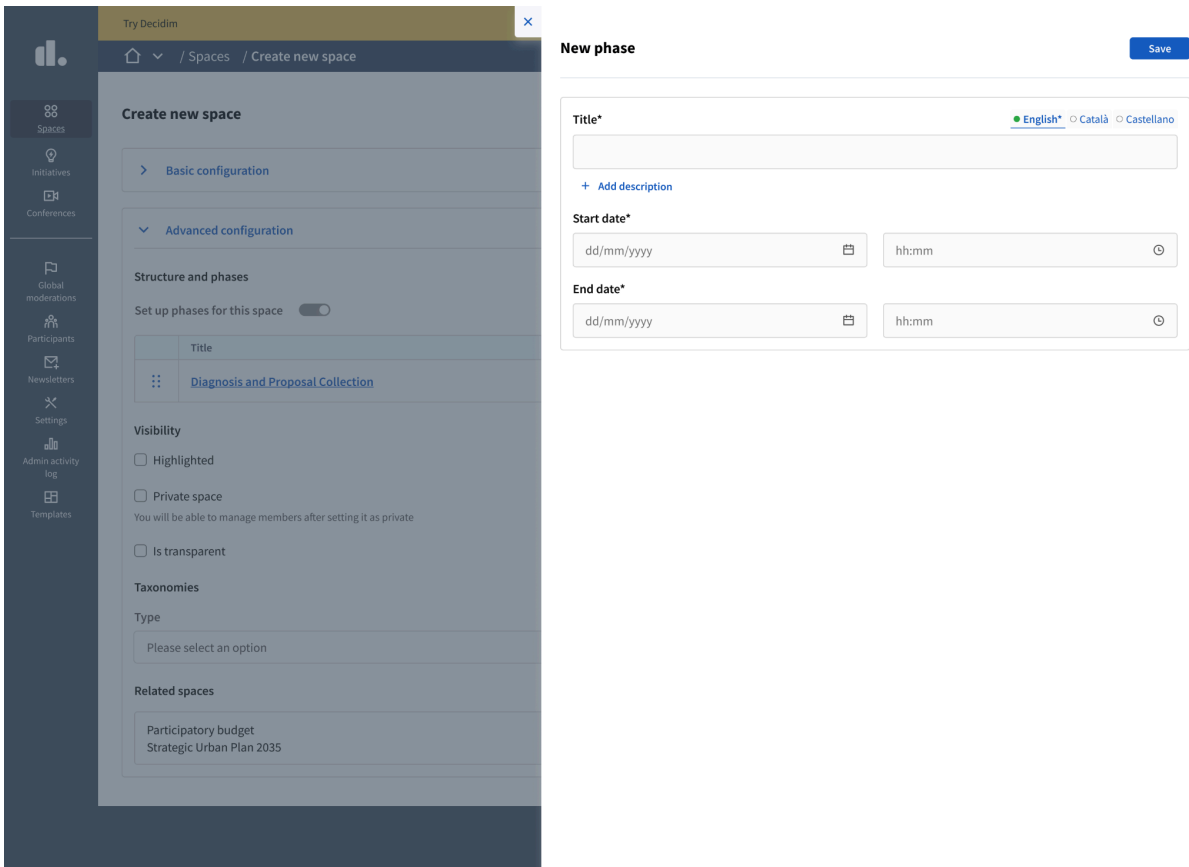 Try Decidim
/ Spaces / Create new space
d.
Spaces
Initiatives
Conferences
Global
moderations
Participants
Newsletters
Settings
Admin activity
log
Templates
Create new space
Basic configuration
Advanced configuration
Structure and phases
Set up phases for this space
Title
Diagnosis and Proposal Collection
Visibility
Highlighted
Private space
You will be able to manage members after setting it as private
Is transparent
Taxonomies
Type
Please select an option
Related spaces
Participatory budget
Strategic Urban Plan 2035
New phase
Save
Title* English* Català Castellano
+ Add description
Start date*
dd/mm/yyyy hh:mm
End date*
dd/mm/yyyy hh:mm